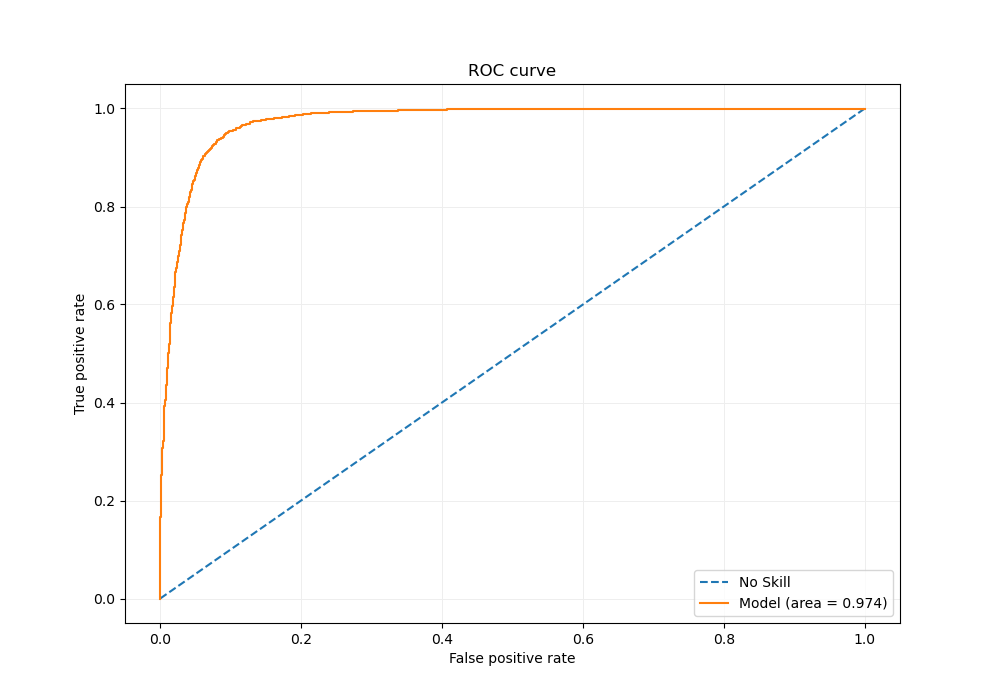 ROC curve
True positive rate
1.0
0.8
0.6
0.4
0.2
0.0
0.0 0.2 0.4 0.6 0.8 1.0
False positive rate
No Skill
Model (area = 0.974)